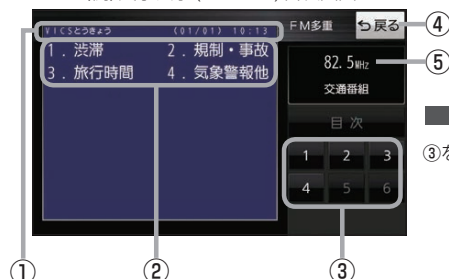 VICSとうきょう (01/01) 10:13
FM多重
戻る
④
1．渋滞 2．規制・事故
3．旅行時間 4．気象警報他
82.5MHz
⑤
交通番組
目次
1 2 3
③を
4 5 6
① ② ③